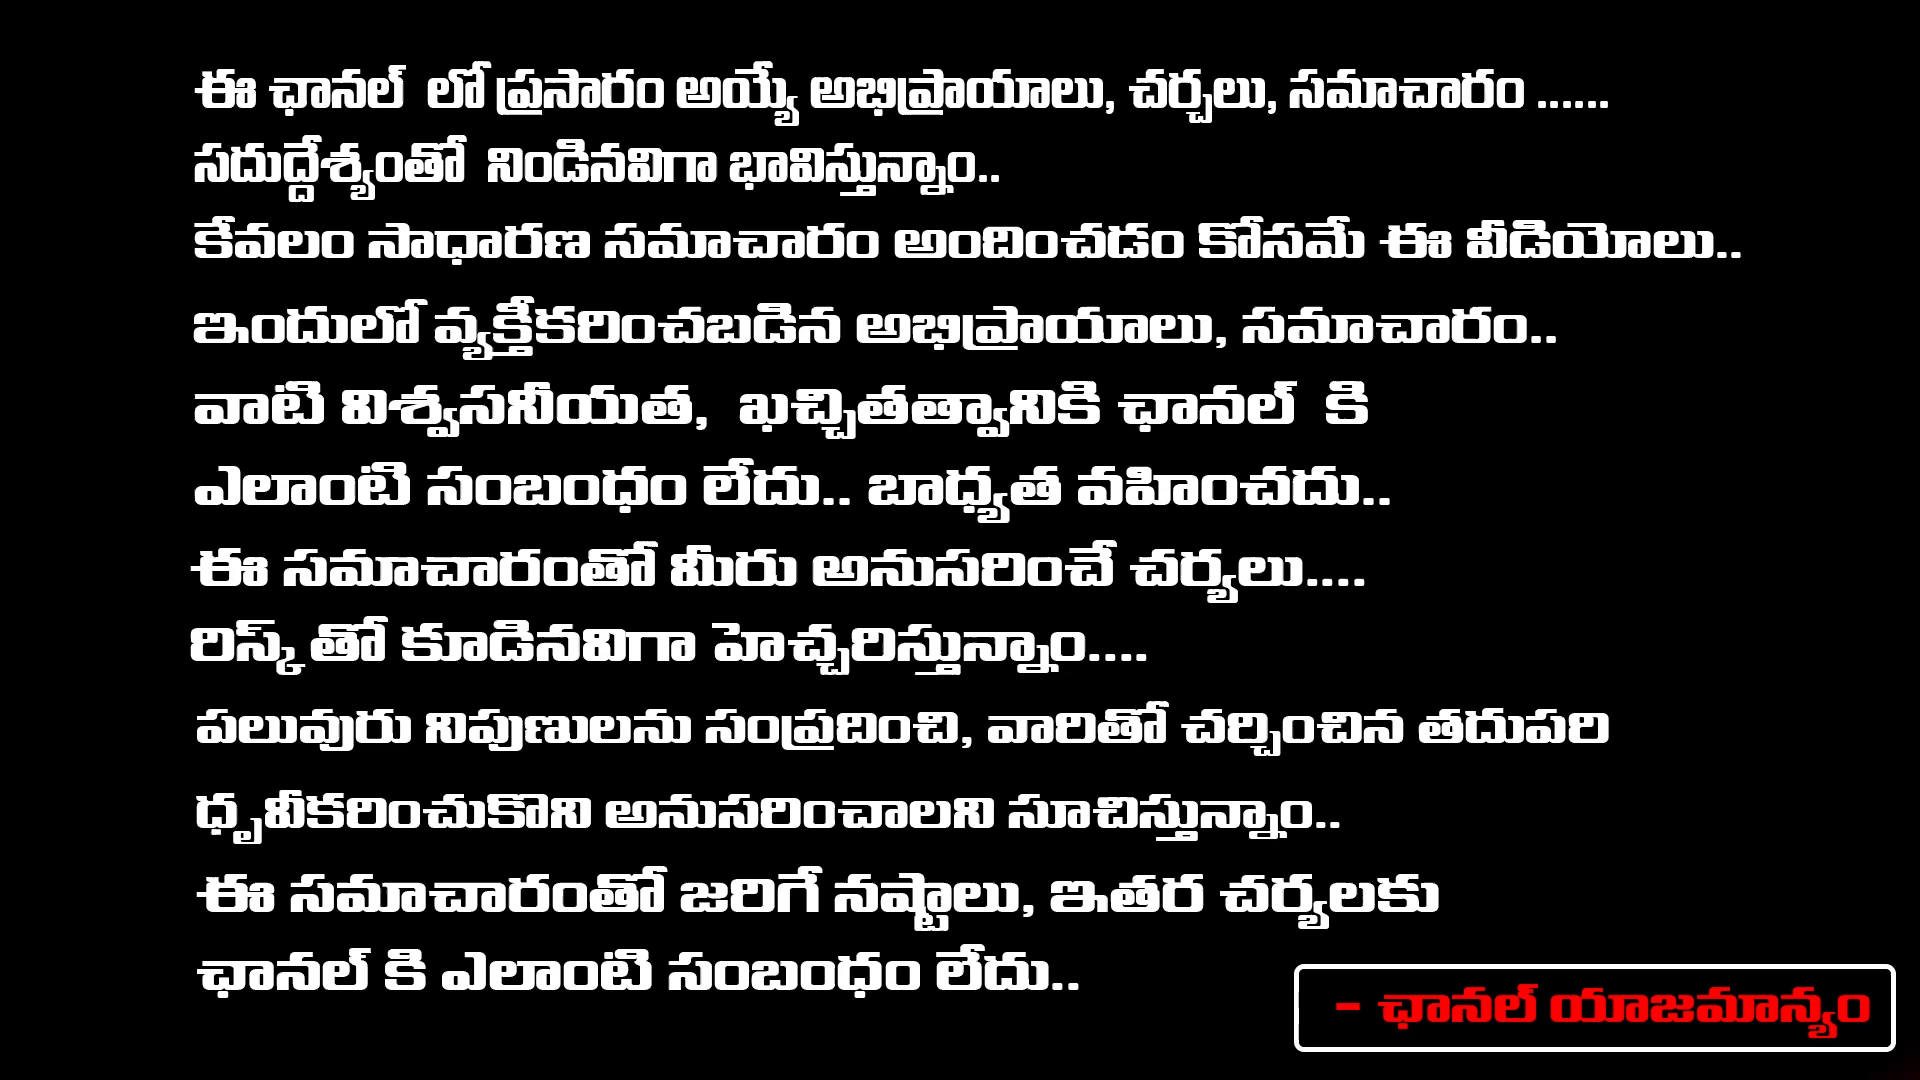 ఈ ఛానల్ లో ప్రసారం అయ్యే అభిప్రాయాలు, చర్చలు, సమాచారం ......
సదుద్దేశ్యంతో నిండినవిగా భావిస్తున్నాం..
కేవలం సాధారణ సమాచారం అందించడం కోసమే ఈ వీడియోలు..
ఇందులో వ్యక్తీకరించబడిన అభిప్రాయాలు, సమాచారం..
వాటి విశ్వసనీయత, ఖచ్చితత్వానికి ఛానల్ కి
ఎలాంటి సంబంధం లేదు.. బాధ్యత వహించదు..
ఈ సమాచారంతో మీరు అనుసరించే చర్యలు....
రిస్క్ తో కూడినవిగా హెచ్చరిస్తున్నాం....
పలువురు నిపుణులను సంప్రదించి, వారితో చర్చించిన తదుపరి
ధృవీకరించుకొని అనుసరించాలని సూచిస్తున్నాం..
ఈ సమాచారంతో జరిగే నష్టాలు, ఇతర చర్యలకు
ఛానల్ కి ఎలాంటి సంబంధం లేదు..
- ఛానల్ యాజమాన్యం